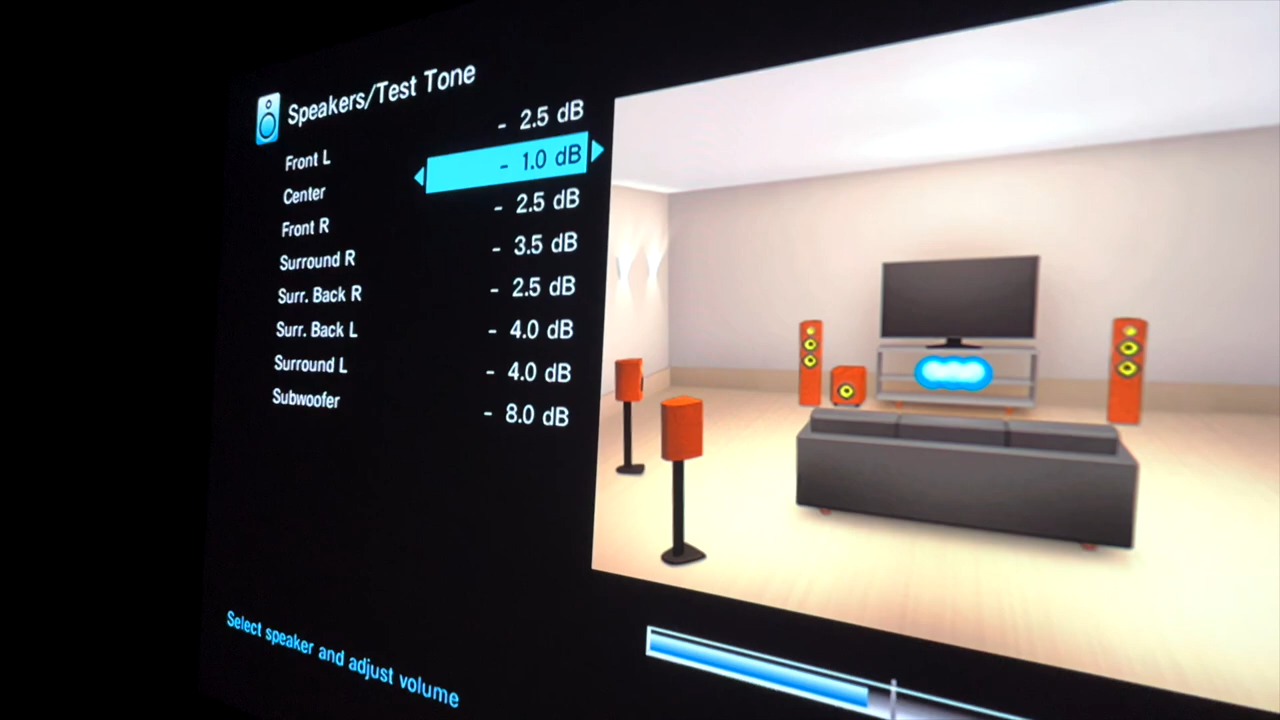 Speakers/Test Tone
Front L - 2.5 dB
Center - 1.0 dB
Front R - 2.5 dB
Surround R - 3.5 dB
Surr. Back R - 2.5 dB
Surr. Back L - 4.0 dB
Surround L - 4.0 dB
Subwoofer - 8.0 dB
Select speaker and adjust volume